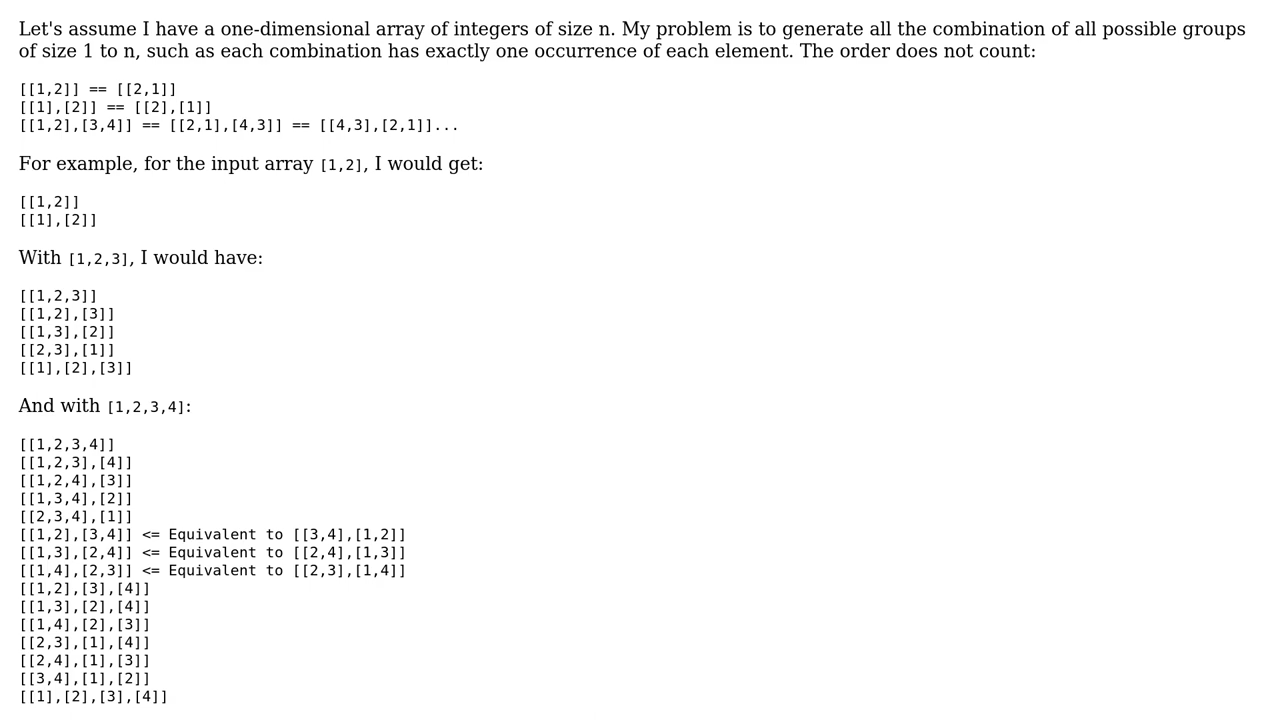 Let's assume I have a one-dimensional array of integers of size n. My problem is to generate all the combination of all possible groups
of size 1 to n, such as each combination has exactly one occurrence of each element. The order does not count:
[[1,2]] == [[2,1]]
[[1],[2]] == [[2],[1]]
[[1,2],[3,4]] == [[2,1],[4,3]] == [[4,3],[2,1]]...
For example, for the input array [1,2], I would get:
[[1,2]]
[[1],[2]]
With [1,2,3], I would have:
[[1,2,3]]
[[1,2],[3]]
[[1,3],[2]]
[[2,3],[1]]
[[1],[2],[3]]
And with [1,2,3,4]:
[[1,2,3,4]]
[[1,2,3],[4]]
[[1,2,4],[3]]
[[1,3,4],[2]]
[[2,3,4],[1]]
[[1,2],[3,4]] <= Equivalent to [[3,4],[1,2]]
[[1,3],[2,4]] <= Equivalent to [[2,4],[1,3]]
[[1,4],[2,3]] <= Equivalent to [[2,3],[1,4]]
[[1,2],[3],[4]]
[[1,3],[2],[4]]
[[1,4],[2],[3]]
[[2,3],[1],[4]]
[[2,4],[1],[3]]
[[3,4],[1],[2]]
[[1],[2],[3],[4]]